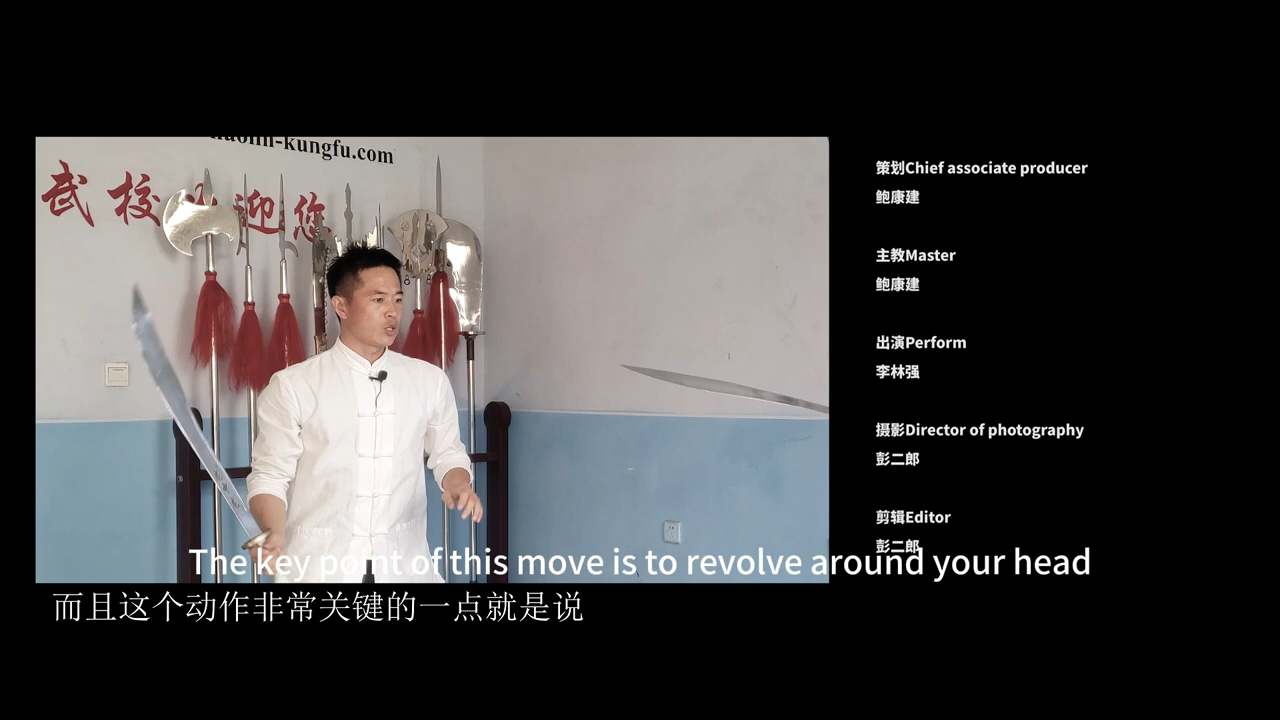 -kungfu.com
武校 迎您
策划Chief associate producer
鲍康建
主教Master
鲍康建
出演Perform
李林强
摄影Director of photography
彭二郎
剪辑Editor
彭二郎
The key point of this move is to revolve around your head
而且这个动作非常关键的一点就是说